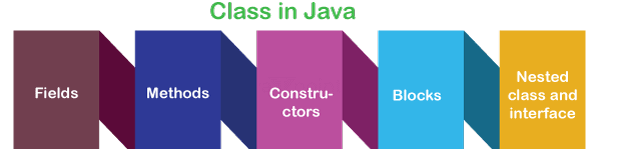 Class in Java
Fields
Methods
Constru-
ctors
Blocks
Nested
class and
interface